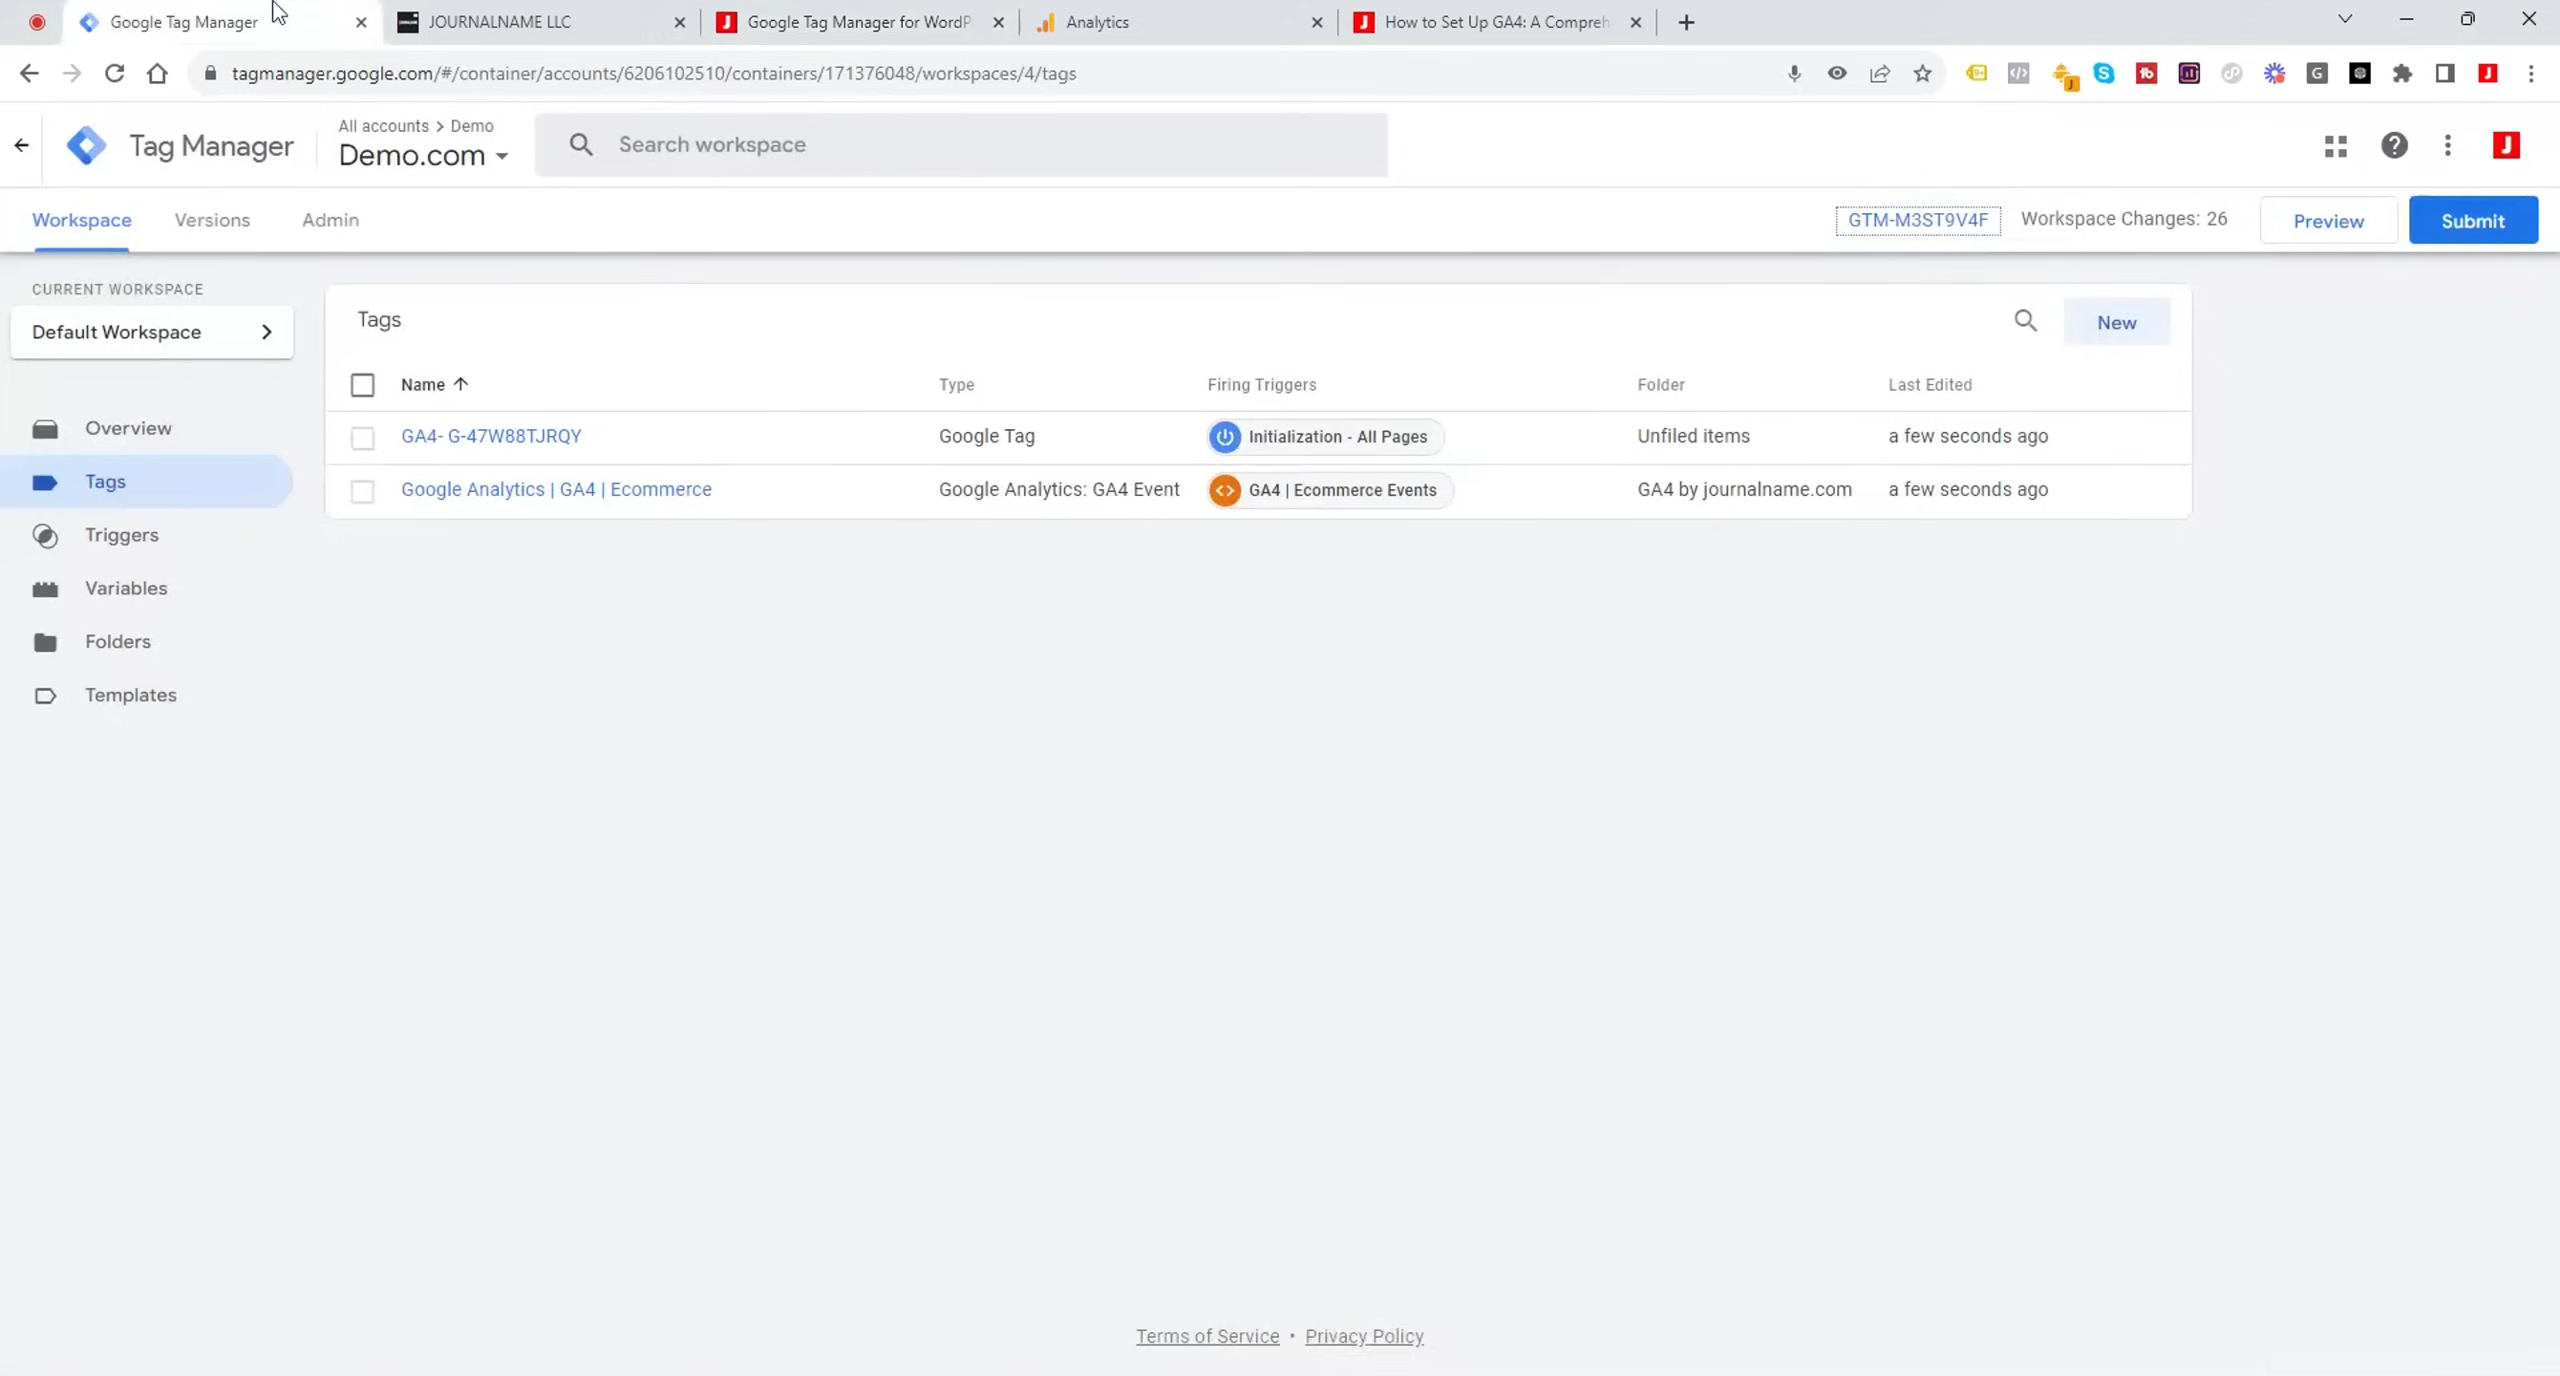 Google Tag Manager
JOURNALNAME LLC
Google Tag Manager for WordP
Analytics
How to Set Up GA4: A Compreh
tagmanager.google.com/#/container/accounts/6206102510/containers/171376048/workspaces/4/tags
Tag Manager
All accounts > Demo
Demo.com
Search workspace
Workspace
Versions
Admin
GTM-M3ST9V4F
Workspace Changes: 26
Preview
Submit
CURRENT WORKSPACE
Default Workspace
Overview
Tags
Triggers
Variables
Folders
Templates
Tags
New
Name Type Firing Triggers Folder Last Edited
GA4- G-47W88TJRQY Google Tag Initialization - All Pages Unfiled items a few seconds ago
Google Analytics | GA4 | Ecommerce Google Analytics: GA4 Event GA4 | Ecommerce Events GA4 by journalname.com a few seconds ago
Terms of Service • Privacy Policy